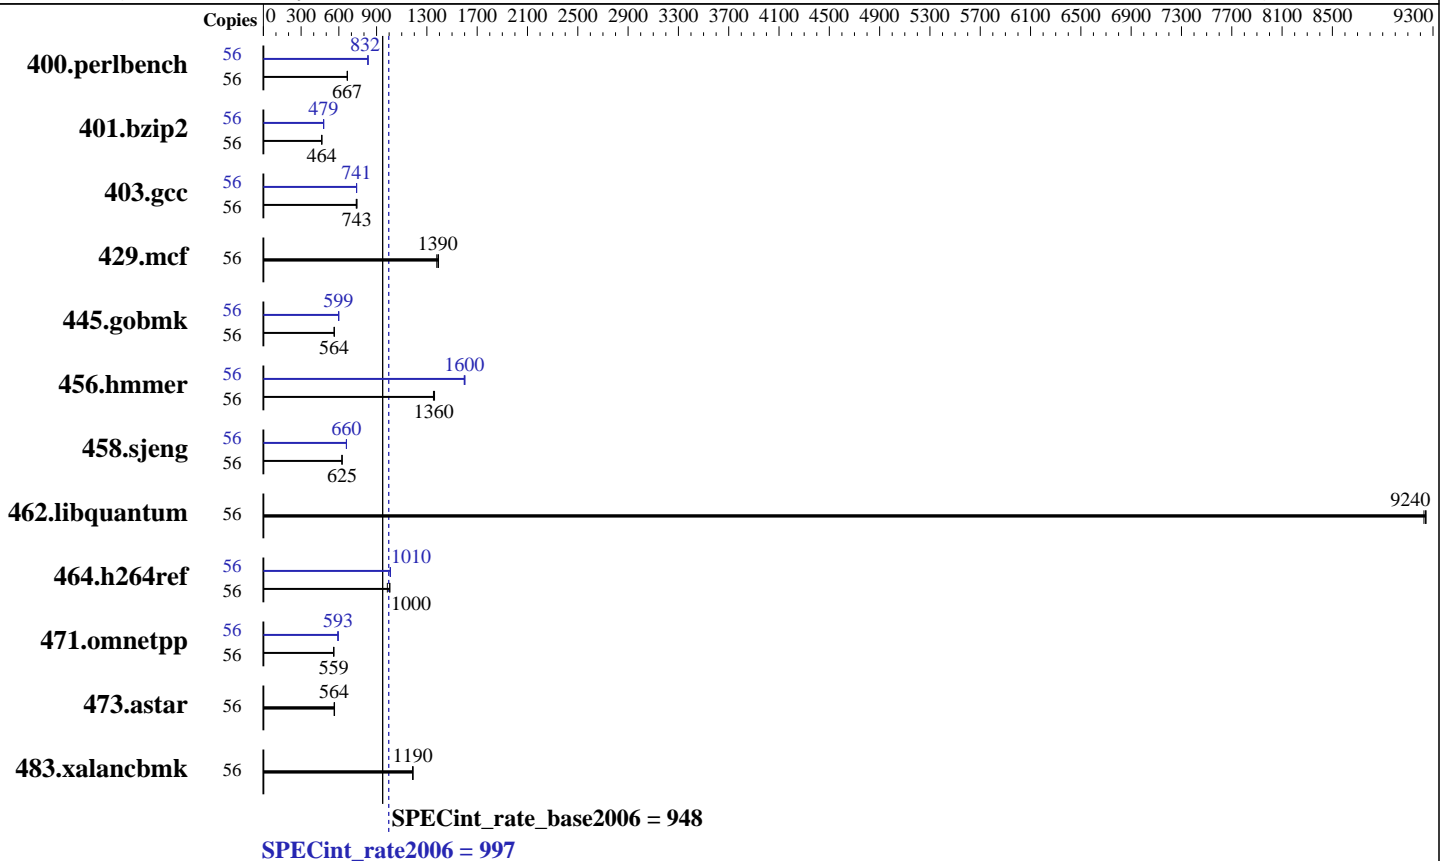 Copies 0 300 600 900 1300 1700 2100 2500 2900 3300 3700 4100 4500 4900 5300 5700 6100 6500 6900 7300 7700 8100 8500 9300
400.perlbench 56 832
56 667
401.bzip2 56 479
56 464
403.gcc 56 741
56 743
429.mcf 56 1390
445.gobmk 56 599
56 564
456.hmmer 56 1600
56 1360
458.sjeng 56 660
56 625
462.libquantum 56 9240
464.h264ref 56 1010
56 1000
471.omnetpp 56 593
56 559
473.astar 56 564
483.xalancbmk 56 1190
SPECint_rate_base2006 = 948
SPECint_rate2006 = 997